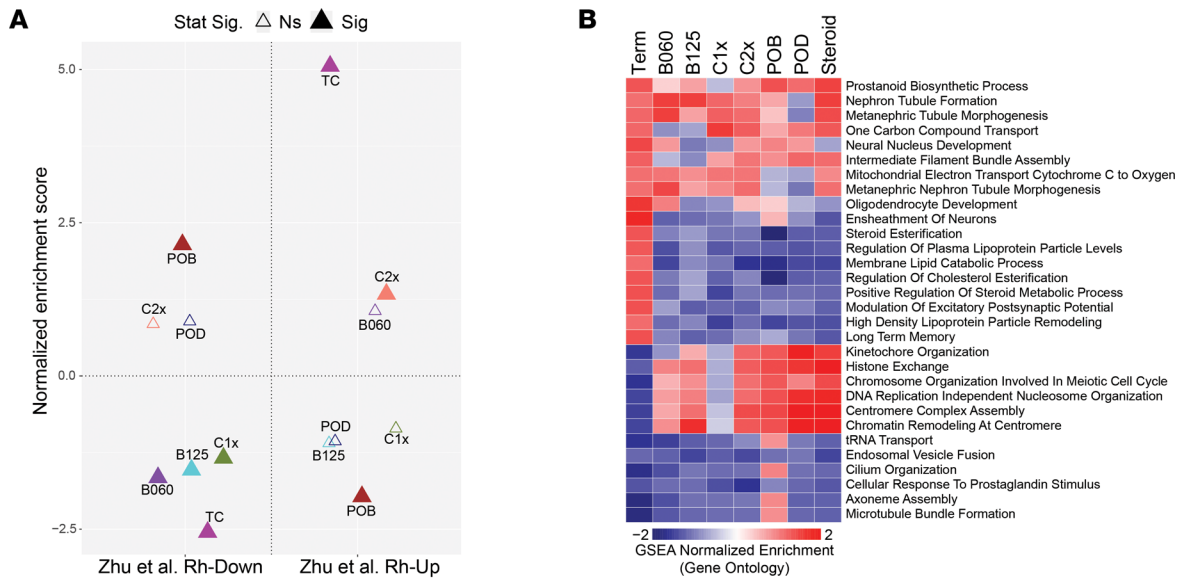 A
Stat Sig. Ns Sig
Normalized enrichment score
5.0
2.5
0.0
−2.5
TC
POB
C2x
C2x
POD
B060
POD
C1x
B125
C1x
B125
B060
POB
TC
Zhu et al. Rh-Down
Zhu et al. Rh-Up
B
Term
B060
B125
C1x
C2x
POB
POD
Steroid
Prostanoid Biosynthetic Process
Nephron Tubule Formation
Metanephric Tubule Morphogenesis
One Carbon Compound Transport
Neural Nucleus Development
Intermediate Filament Bundle Assembly
Mitochondrial Electron Transport Cytochrome C to Oxygen
Metanephric Nephron Tubule Morphogenesis
Oligodendrocyte Development
Ensheathment Of Neurons
Steroid Esterification
Regulation Of Plasma Lipoprotein Particle Levels
Membrane Lipid Catabolic Process
Regulation Of Cholesterol Esterification
Positive Regulation Of Steroid Metabolic Process
Modulation Of Excitatory Postsynaptic Potential
High Density Lipoprotein Particle Remodeling
Long Term Memory
Kinetochore Organization
Histone Exchange
Chromosome Organization Involved In Meiotic Cell Cycle
DNA Replication Independent Nucleosome Organization
Centromere Complex Assembly
Chromatin Remodeling At Centromere
tRNA Transport
Endosomal Vesicle Fusion
Cilium Organization
Cellular Response To Prostaglandin Stimulus
Axoneme Assembly
Microtubule Bundle Formation
−2 2
GSEA Normalized Enrichment
(Gene Ontology)